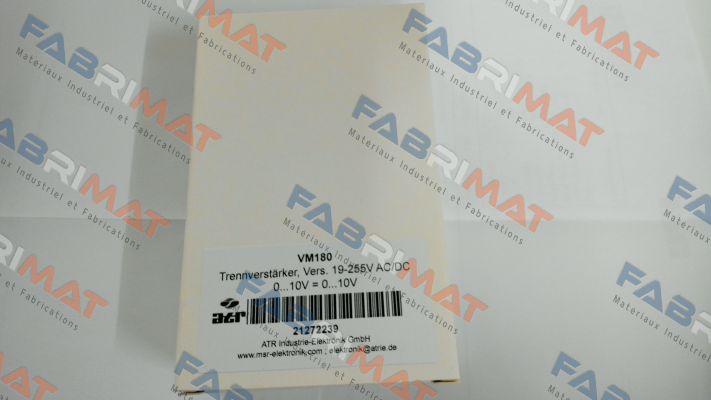 VM180
Trennverstärker, Vers. 19-255V AC/DC
0...10V = 0...10V
atr
21272239
ATR Industrie-Elektronik GmbH
www.msr-elektronik.com ; elektronik@atrie.de
FABRIMAT
Materiaux Industriel et Fabrications